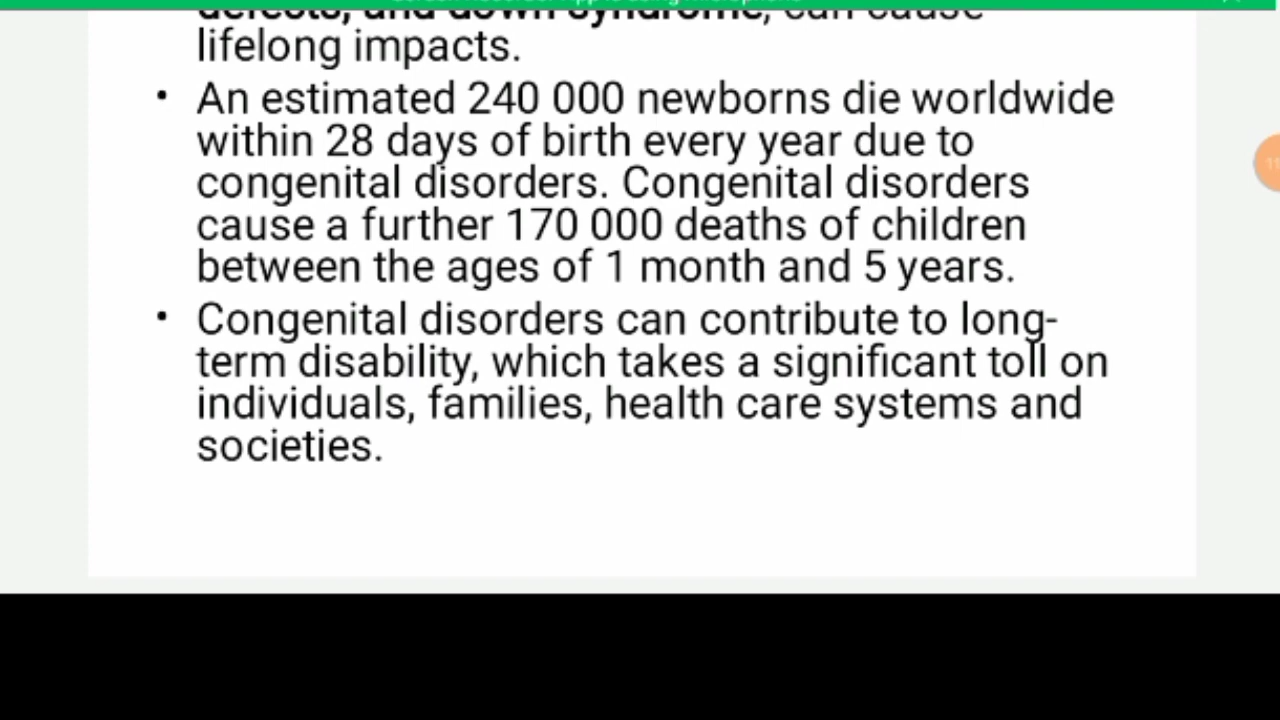 defects, and down syndrome, can cause
lifelong impacts.
• An estimated 240 000 newborns die worldwide
within 28 days of birth every year due to
congenital disorders. Congenital disorders
cause a further 170 000 deaths of children
between the ages of 1 month and 5 years.
• Congenital disorders can contribute to long-
term disability, which takes a significant toll on
individuals, families, health care systems and
societies.